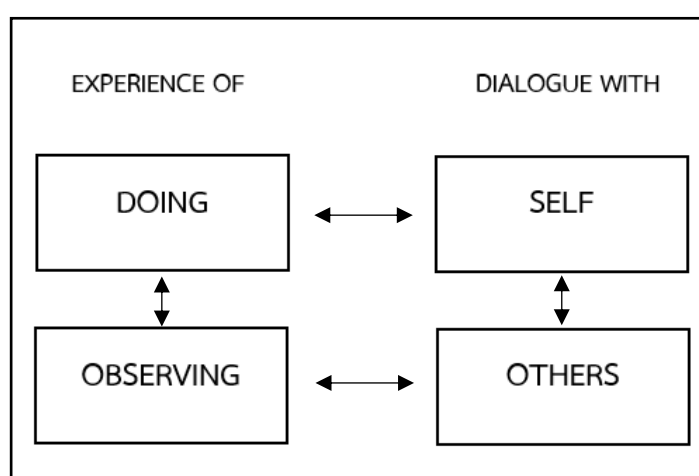 EXPERIENCE OF
DIALOGUE WITH
DOING
SELF
OBSERVING
OTHERS